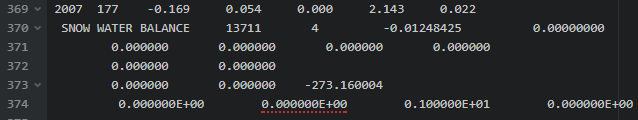 369 2007 177 -0.169 0.054 0.000 2.143 0.022
370 SNOW WATER BALANCE 13711 4 -0.01248425 0.00000000
371 0.000000 0.000000 0.000000 0.000000
372 0.000000 0.000000
373 0.000000 0.000000 -273.160004
374 0.000000E+00 0.000000E+00 0.100000E+01 0.000000E+00